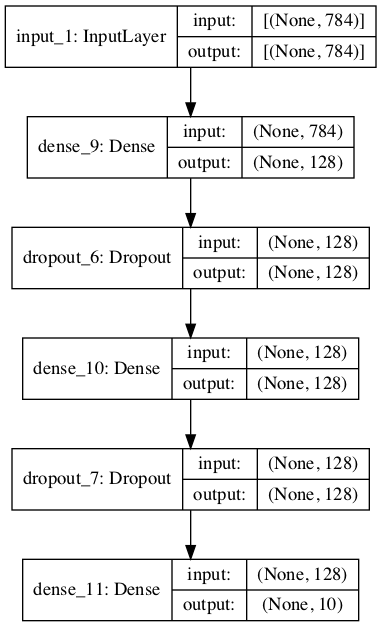 input_1: InputLayer
input:
[(None, 784)]
output:
[(None, 784)]
dense_9: Dense
input:
(None, 784)
output:
(None, 128)
dropout_6: Dropout
input:
(None, 128)
output:
(None, 128)
dense_10: Dense
input:
(None, 128)
output:
(None, 128)
dropout_7: Dropout
input:
(None, 128)
output:
(None, 128)
dense_11: Dense
input:
(None, 128)
output:
(None, 10)